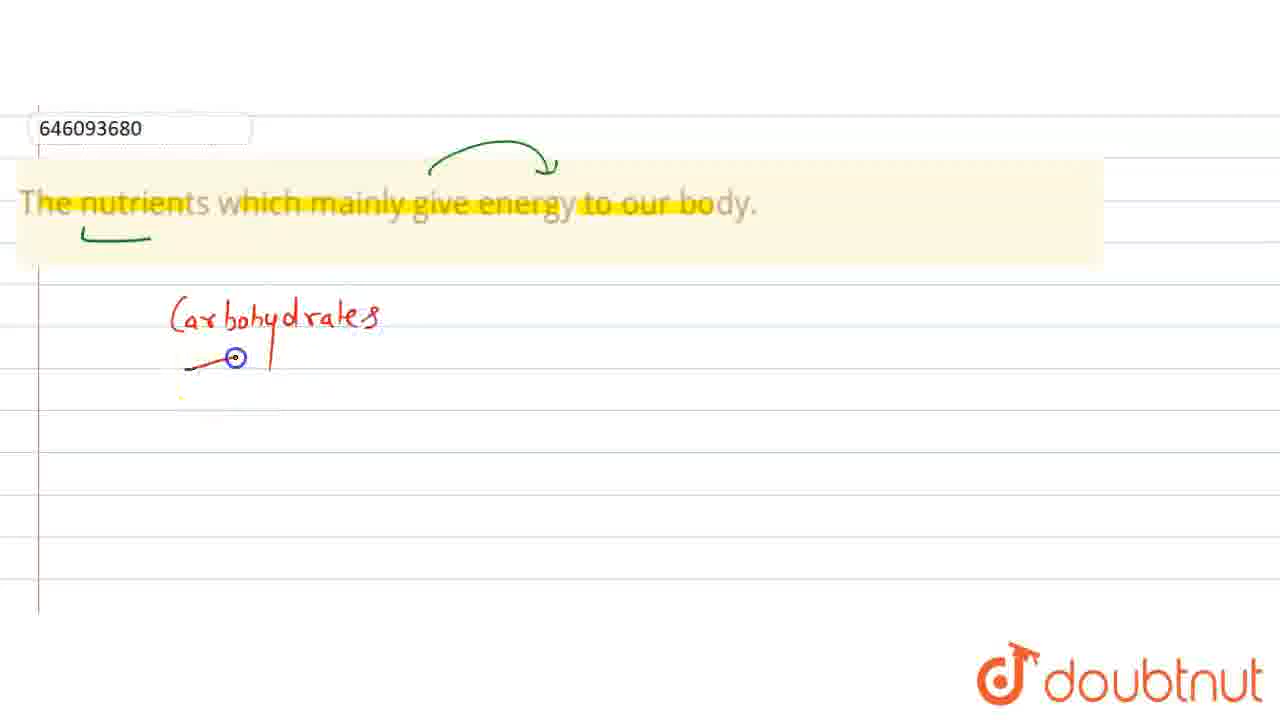 646093680
The nutrients which mainly give energy to our body.
Carbohydrates
doubtnut